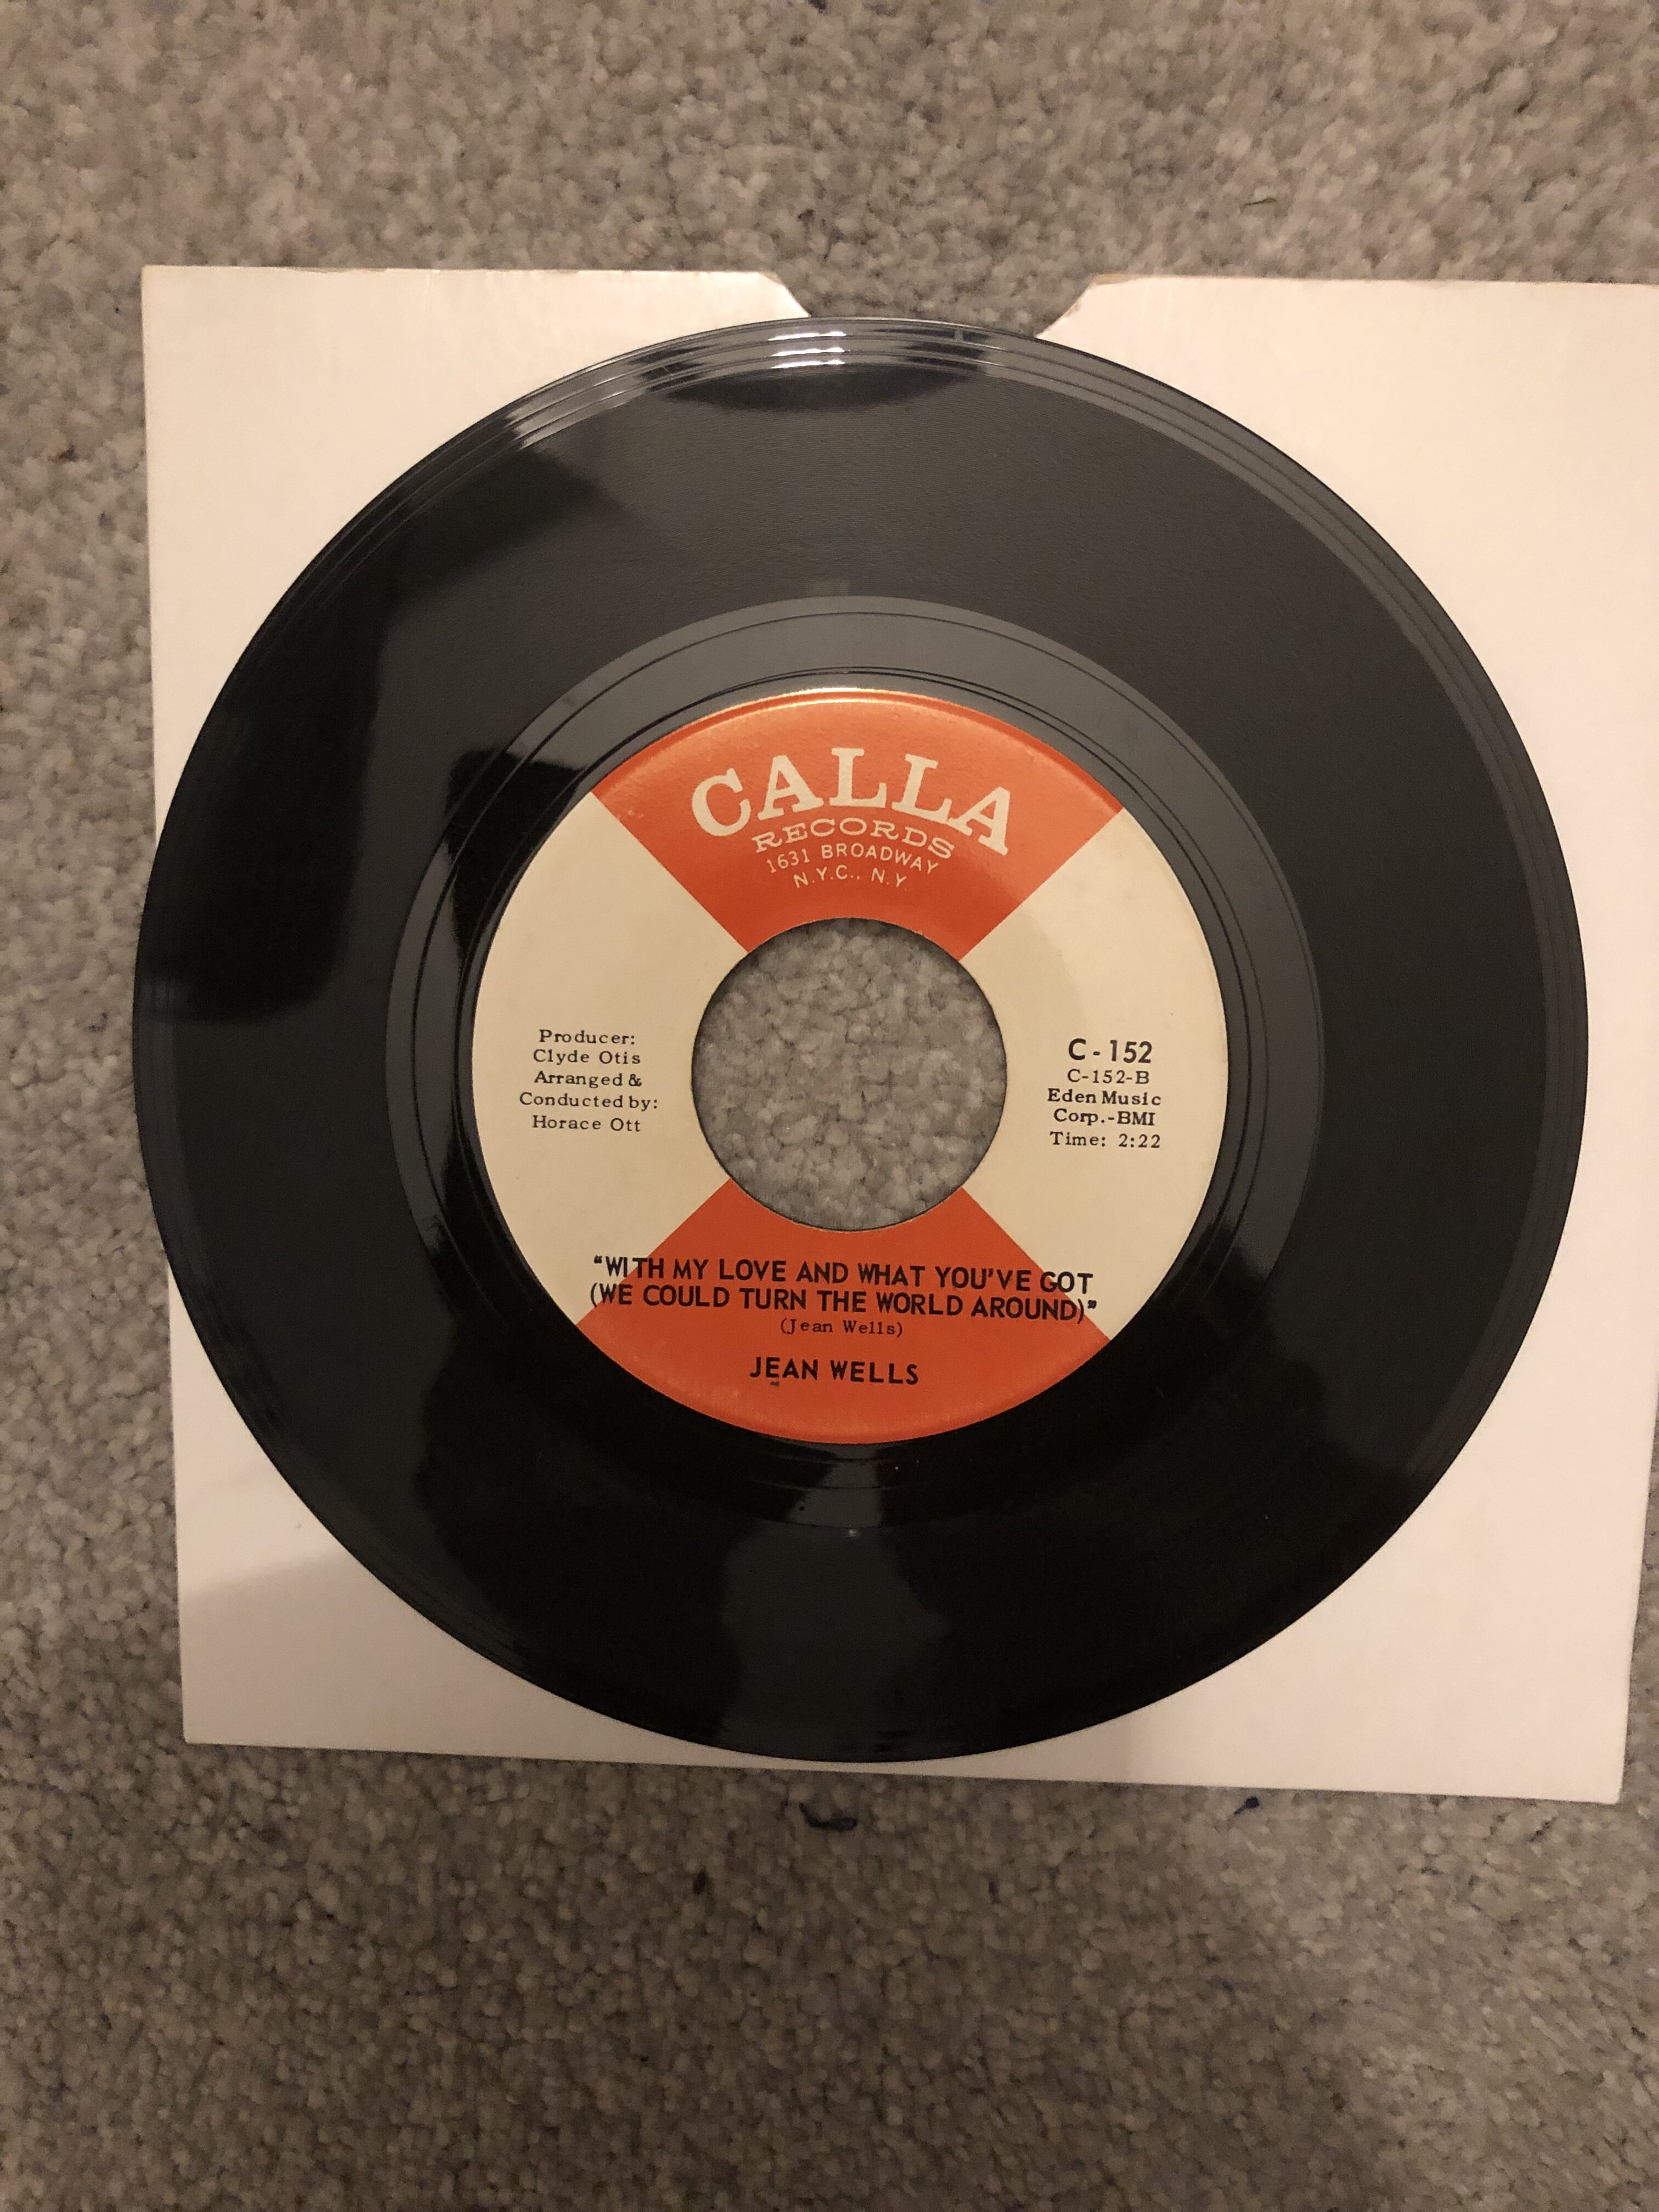 CALLA
RECORDS
1631 BROADWAY
N.Y.C., N.Y.
Producer:
Clyde Otis
Arranged &
Conducted by:
Horace Ott
C-152
C-152-B
Eden Music
Corp.-BMI
Time: 2:22
"WITH MY LOVE AND WHAT YOU'VE GOT
(WE COULD TURN THE WORLD AROUND)"
(Jean Wells)
JEAN WELLS